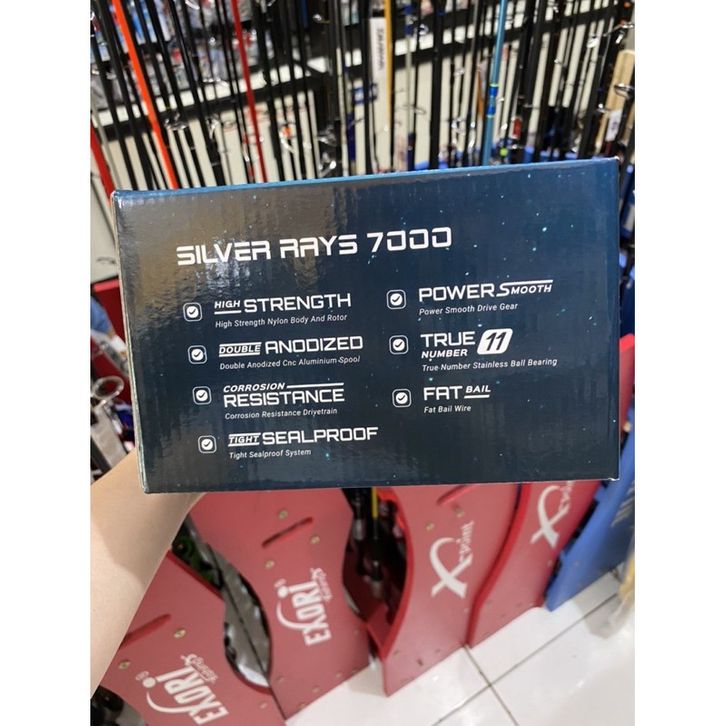 SILVER RAYS 7000
HIGH STRENGTH
High Strength Nylon Body And Rotor
DOUBLE ANODIZED
Double Anodized Cnc Aluminium Spool
CORROSION
RESISTANCE
Corrosion Resistance Drivetrain
TIGHT SEALPROOF
Tight Sealproof System
POWER SMOOTH
Power Smooth Drive Gear
TRUE
NUMBER 11
True Number Stainless Ball Bearing
FAT BAIL
Fat Bail Wire
EXORI
EXORI
X Point
X